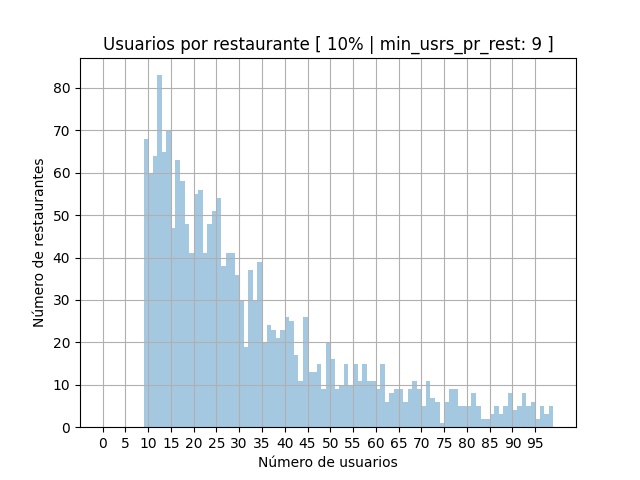 Usuarios por restaurante [ 10% | min_usrs_pr_rest: 9 ]
80
70
60
50
40
30
20
10
0
Número de restaurantes
0 5 10 15 20 25 30 35 40 45 50 55 60 65 70 75 80 85 90 95
Número de usuarios